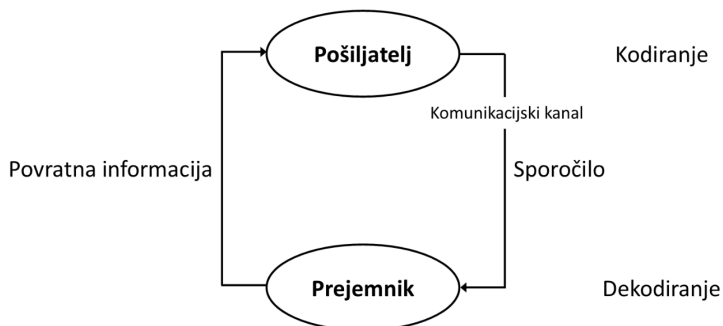 Pošiljatelj
Kodiranje
Komunikacijski kanal
Povratna informacija
Sporočilo
Prejemnik
Dekodiranje